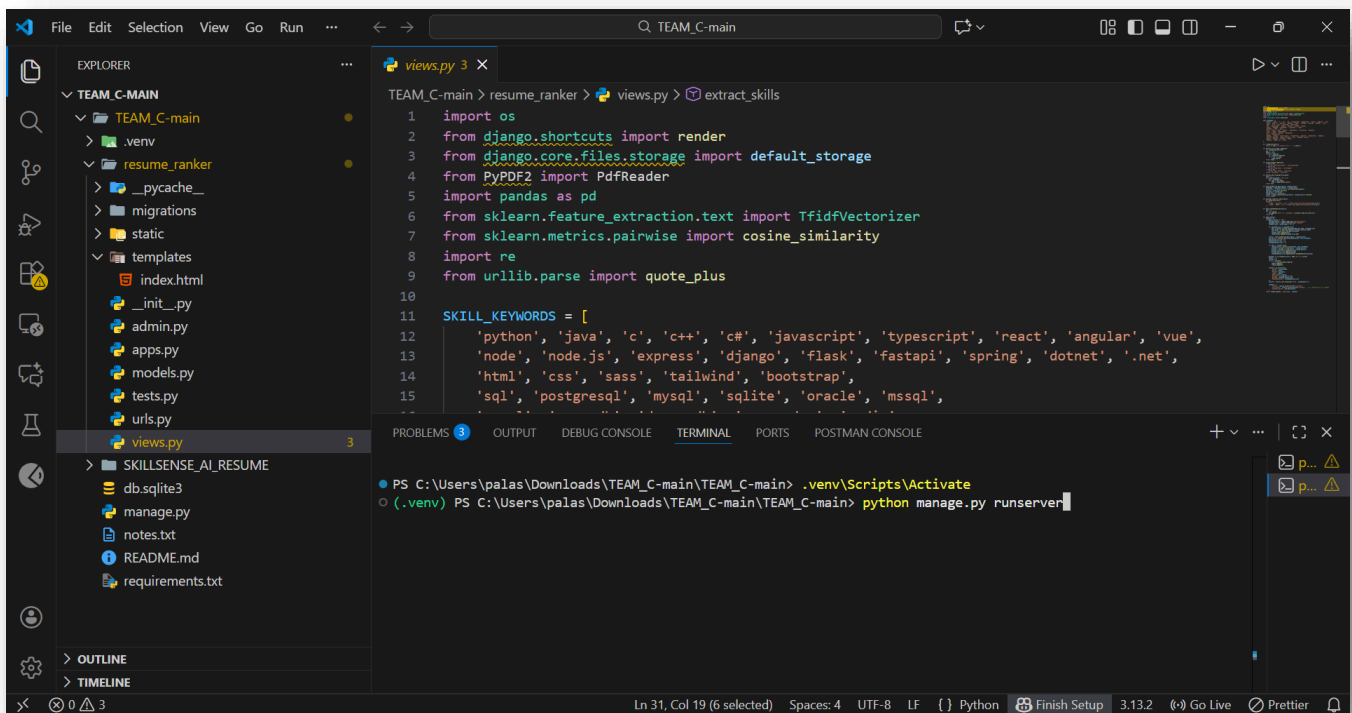 File Edit Selection View Go Run ··· TEAM_C-main
EXPLORER ···
TEAM_C-MAIN
TEAM_C-main
.venv
resume_ranker
__pycache__
migrations
static
templates
index.html
__init__.py
admin.py
apps.py
models.py
tests.py
urls.py
views.py 3
SKILLSENSE_AI_RESUME
db.sqlite3
manage.py
notes.txt
README.md
requirements.txt
OUTLINE
TIMELINE
views.py 3
TEAM_C-main > resume_ranker > views.py > extract_skills
1 import os
2 from django.shortcuts import render
3 from django.core.files.storage import default_storage
4 from PyPDF2 import PdfReader
5 import pandas as pd
6 from sklearn.feature_extraction.text import TfidfVectorizer
7 from sklearn.metrics.pairwise import cosine_similarity
8 import re
9 from urllib.parse import quote_plus
10
11 SKILL_KEYWORDS = [
12 'python', 'java', 'c', 'c++', 'c#', 'javascript', 'typescript', 'react', 'angular', 'vue',
13 'node', 'node.js', 'express', 'django', 'flask', 'fastapi', 'spring', 'dotnet', '.net',
14 'html', 'css', 'sass', 'tailwind', 'bootstrap',
15 'sql', 'postgresql', 'mysql', 'sqlite', 'oracle', 'mssql',
PROBLEMS 3 OUTPUT DEBUG CONSOLE TERMINAL PORTS POSTMAN CONSOLE
PS C:\Users\palas\Downloads\TEAM_C-main\TEAM_C-main> .venv\Scripts\Activate
(.venv) PS C:\Users\palas\Downloads\TEAM_C-main\TEAM_C-main> python manage.py runserver
p...
p...
0 3 Ln 31, Col 19 (6 selected) Spaces: 4 UTF-8 LF { } Python Finish Setup 3.13.2 Go Live Prettier